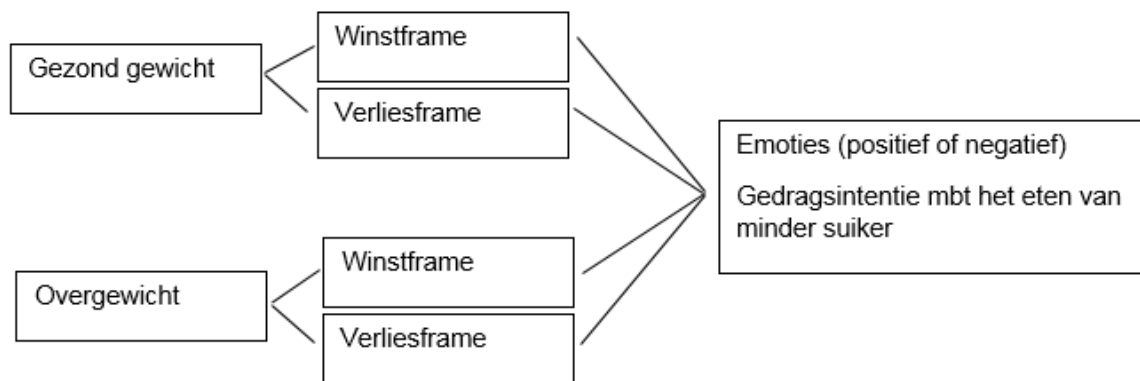 Gezond gewicht
Winstframe
Verliesframe
Overgewicht
Winstframe
Verliesframe
Emoties (positief of negatief)
Gedragsintentie mbt het eten van
minder suiker